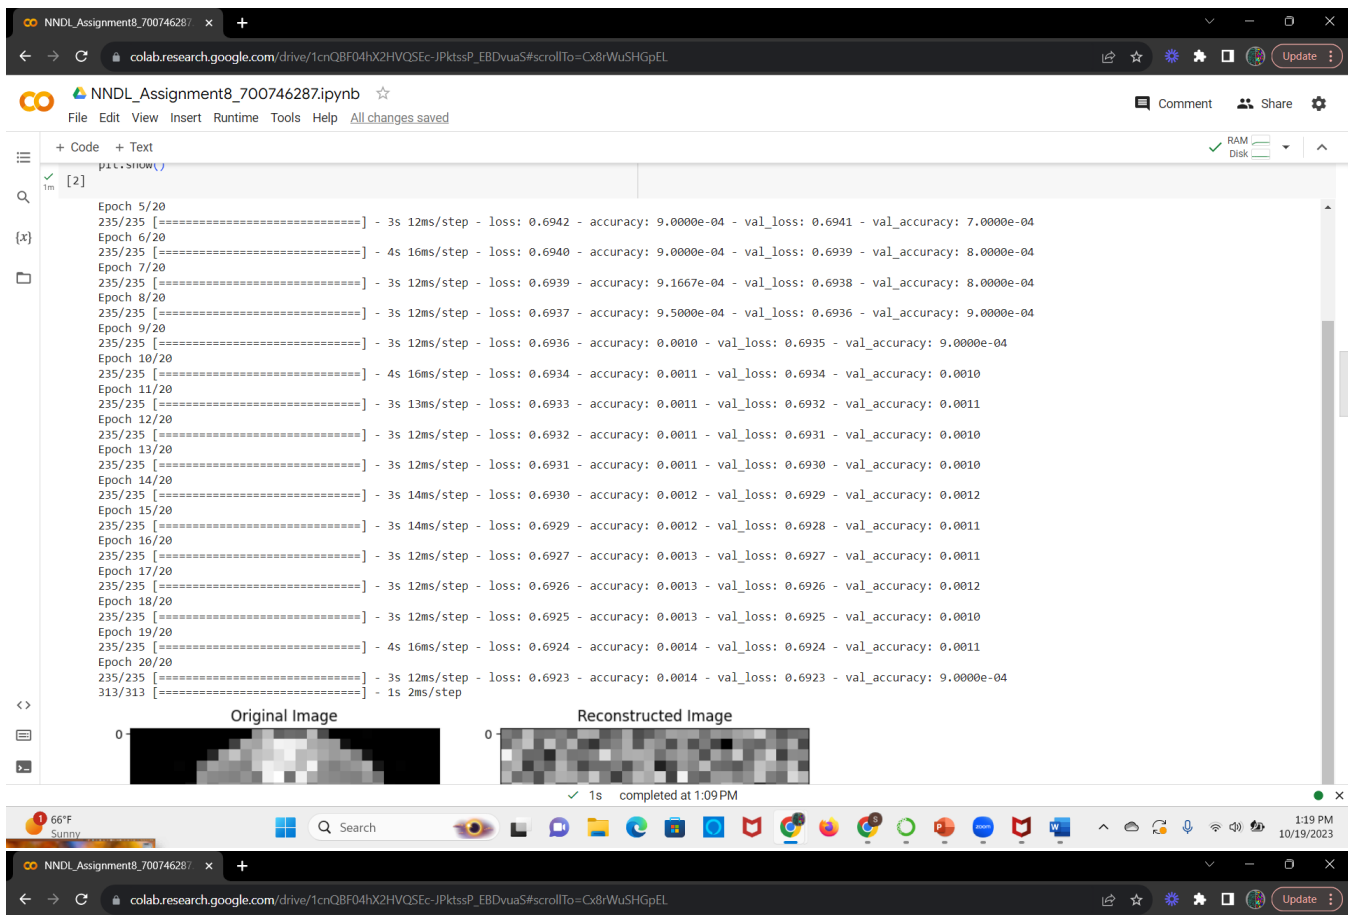 NNDL_Assignment8_700746287
colab.research.google.com/drive/1cnQBF04hX2HVQSEc-JPktssP_EBDvuaS#scrollTo=Cx8rWuSHGpEL
Update
NNDL_Assignment8_700746287.ipynb
Comment
Share
File Edit View Insert Runtime Tools Help All changes saved
+ Code + Text
RAM
Disk
plt.show()
1m
[2]
{x}
Epoch 5/20
235/235 [==============================] - 3s 12ms/step - loss: 0.6942 - accuracy: 9.0000e-04 - val_loss: 0.6941 - val_accuracy: 7.0000e-04
Epoch 6/20
235/235 [==============================] - 4s 16ms/step - loss: 0.6940 - accuracy: 9.0000e-04 - val_loss: 0.6939 - val_accuracy: 8.0000e-04
Epoch 7/20
235/235 [==============================] - 3s 12ms/step - loss: 0.6939 - accuracy: 9.1667e-04 - val_loss: 0.6938 - val_accuracy: 8.0000e-04
Epoch 8/20
235/235 [==============================] - 3s 12ms/step - loss: 0.6937 - accuracy: 9.5000e-04 - val_loss: 0.6936 - val_accuracy: 9.0000e-04
Epoch 9/20
235/235 [==============================] - 3s 12ms/step - loss: 0.6936 - accuracy: 0.0010 - val_loss: 0.6935 - val_accuracy: 9.0000e-04
Epoch 10/20
235/235 [==============================] - 4s 16ms/step - loss: 0.6934 - accuracy: 0.0011 - val_loss: 0.6934 - val_accuracy: 0.0010
Epoch 11/20
235/235 [==============================] - 3s 13ms/step - loss: 0.6933 - accuracy: 0.0011 - val_loss: 0.6932 - val_accuracy: 0.0011
Epoch 12/20
235/235 [==============================] - 3s 12ms/step - loss: 0.6932 - accuracy: 0.0011 - val_loss: 0.6931 - val_accuracy: 0.0010
Epoch 13/20
235/235 [==============================] - 3s 12ms/step - loss: 0.6931 - accuracy: 0.0011 - val_loss: 0.6930 - val_accuracy: 0.0010
Epoch 14/20
235/235 [==============================] - 3s 14ms/step - loss: 0.6930 - accuracy: 0.0012 - val_loss: 0.6929 - val_accuracy: 0.0012
Epoch 15/20
235/235 [==============================] - 3s 14ms/step - loss: 0.6929 - accuracy: 0.0012 - val_loss: 0.6928 - val_accuracy: 0.0011
Epoch 16/20
235/235 [==============================] - 3s 12ms/step - loss: 0.6927 - accuracy: 0.0013 - val_loss: 0.6927 - val_accuracy: 0.0011
Epoch 17/20
235/235 [==============================] - 3s 12ms/step - loss: 0.6926 - accuracy: 0.0013 - val_loss: 0.6926 - val_accuracy: 0.0012
Epoch 18/20
235/235 [==============================] - 3s 12ms/step - loss: 0.6925 - accuracy: 0.0013 - val_loss: 0.6925 - val_accuracy: 0.0010
Epoch 19/20
235/235 [==============================] - 4s 16ms/step - loss: 0.6924 - accuracy: 0.0014 - val_loss: 0.6924 - val_accuracy: 0.0011
Epoch 20/20
235/235 [==============================] - 3s 12ms/step - loss: 0.6923 - accuracy: 0.0014 - val_loss: 0.6923 - val_accuracy: 9.0000e-04
313/313 [==============================] - 1s 2ms/step
Original Image
Reconstructed Image
0
0
1s completed at 1:09 PM
1
66°F
Sunny
Search
zoom
1:19 PM
10/19/2023
NNDL_Assignment8_700746287
colab.research.google.com/drive/1cnQBF04hX2HVQSEc-JPktssP_EBDvuaS#scrollTo=Cx8rWuSHGpEL
Update